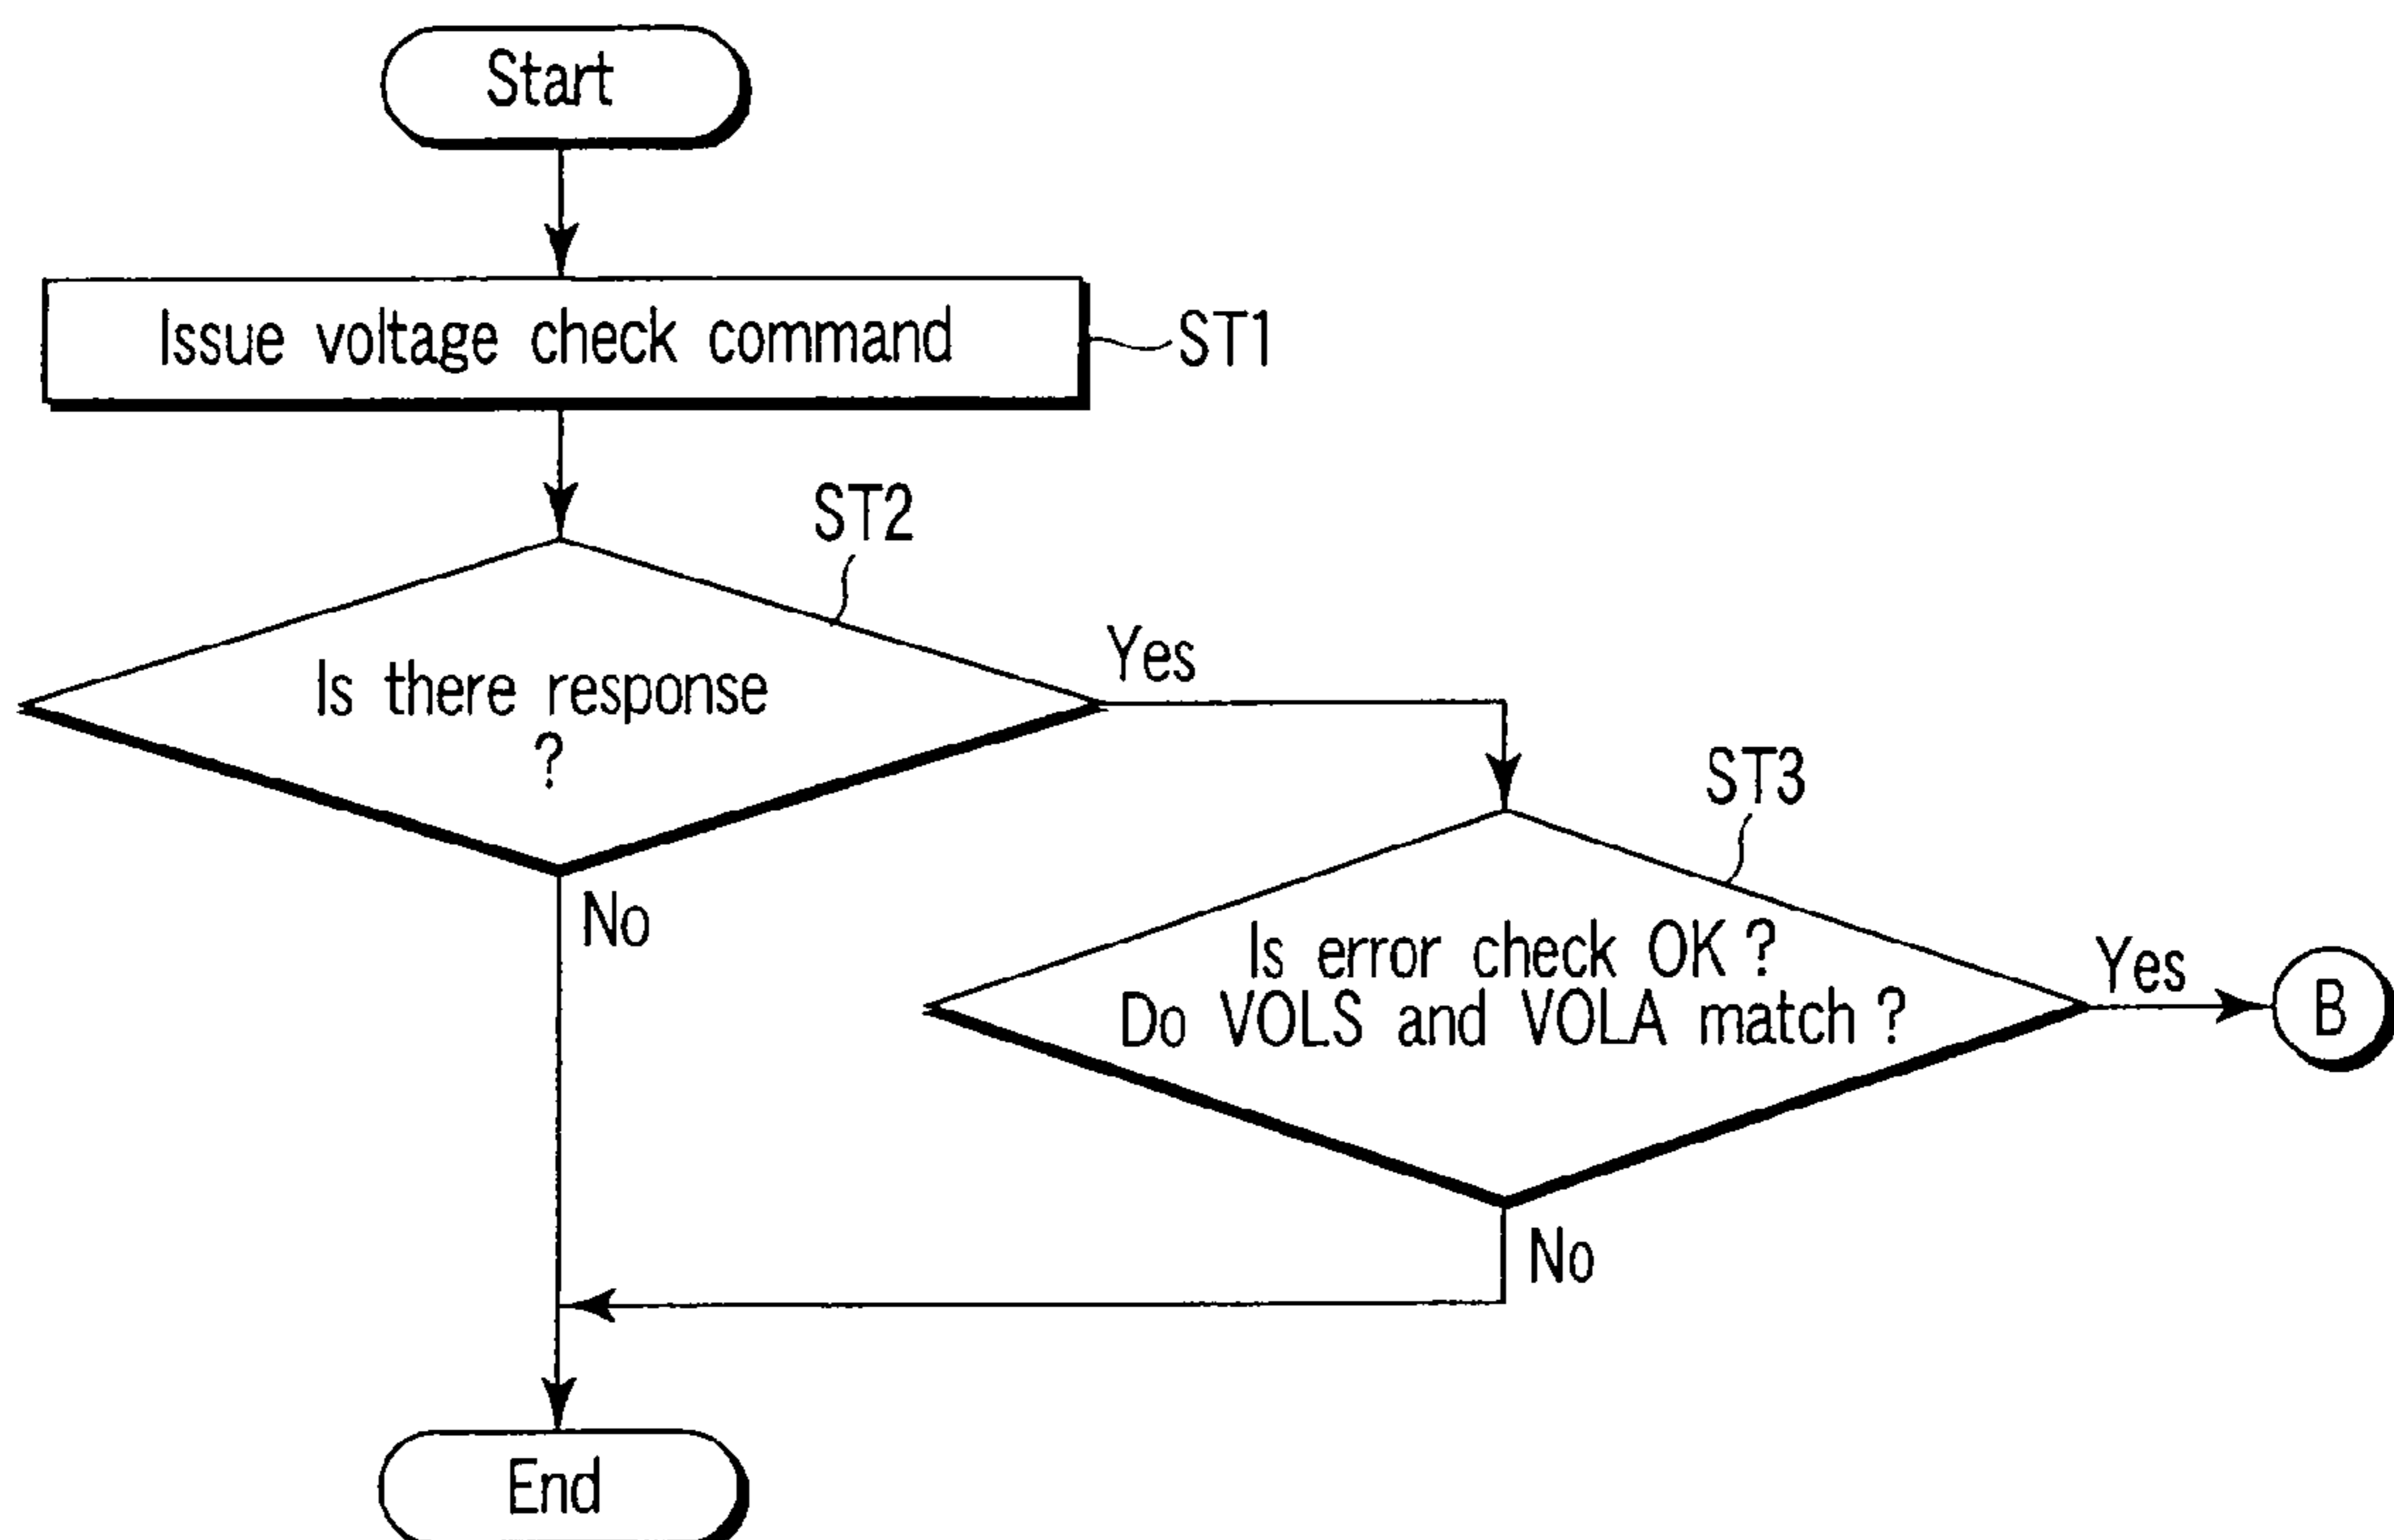 Start
Issue voltage check command
ST1
ST2
Is there response
?
Yes
No
ST3
Is error check OK ?
Do VOLS and VOLA match ?
Yes
B
No
End